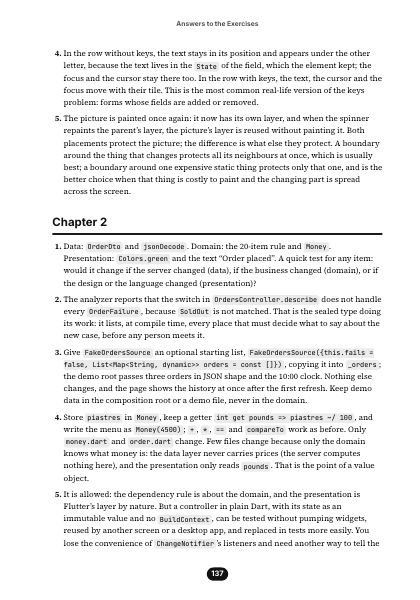 Answers to the Exercises
4. In the row without keys, the text stays in its position and appears under the other
letter, because the text lives in the State of the field, which the element kept; the
focus and the cursor stay there too. In the row with keys, the text, the cursor and the
focus move with their tile. This is the most common real-life version of the keys
problem: forms whose fields are added or removed.
5. The picture is painted once again: it now has its own layer, and when the spinner
repaints the parent’s layer, the picture’s layer is reused without painting it. Both
placements protect the picture; the difference is what else they protect. A boundary
around the thing that changes protects all its neighbours at once, which is usually
best; a boundary around one expensive static thing protects only that one, and is the
better choice when that thing is costly to paint and the changing part is spread
across the screen.
Chapter 2
1. Data: OrderDto and jsonDecode. Domain: the 20-item rule and Money.
Presentation: Colors.green and the text “Order placed”. A quick test for any item:
would it change if the server changed (data), if the business changed (domain), or if
the design or the language changed (presentation)?
2. The analyzer reports that the switch in OrdersController.describe does not handle
every OrderFailure, because SoldOut is not matched. That is the sealed type doing
its work: it lists, at compile time, every place that must decide what to say about the
new case, before any person meets it.
3. Give FakeOrdersSource an optional starting list, FakeOrdersSource({this.fails =
false, List<Map<String, dynamic>> orders = const []}), copying it into _orders;
the demo root passes three orders in JSON shape and the 10:00 clock. Nothing else
changes, and the page shows the history at once after the first refresh. Keep demo
data in the composition root or a demo file, never in the domain.
4. Store piastres in Money, keep a getter int get pounds => piastres ~/ 100, and
write the menu as Money(4500); +, *, == and compareTo work as before. Only
money.dart and order.dart change. Few files change because only the domain
knows what money is: the data layer never carries prices (the server computes
nothing here), and the presentation only reads pounds. That is the point of a value
object.
5. It is allowed: the dependency rule is about the domain, and the presentation is
Flutter’s layer by nature. But a controller in plain Dart, with its state as an
immutable value and no BuildContext, can be tested without pumping widgets,
reused by another screen or a desktop app, and replaced in tests more easily. You
lose the convenience of ChangeNotifier’s listeners and need another way to tell the
137